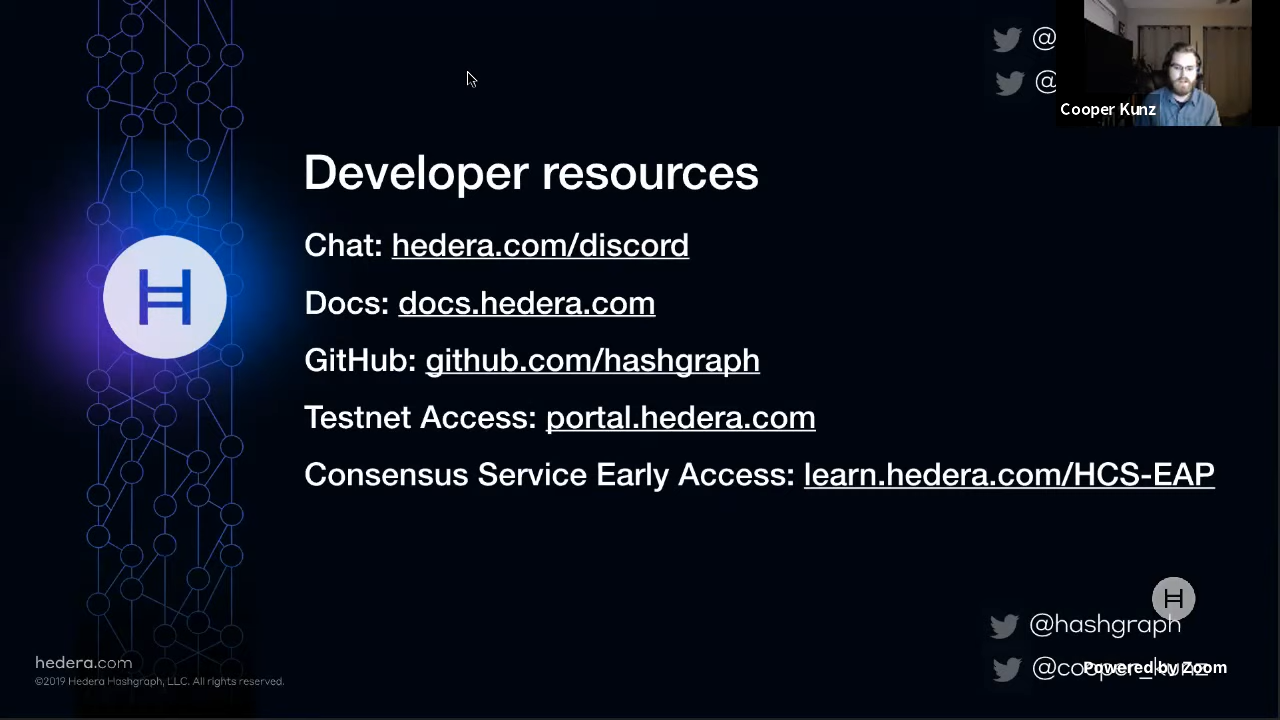 @
@
Cooper Kunz
Developer resources
Chat: hedera.com/discord
Docs: docs.hedera.com
GitHub: github.com/hashgraph
Testnet Access: portal.hedera.com
Consensus Service Early Access: learn.hedera.com/HCS-EAP
@hashgraph
@cooper_kunz
Powered by Zoom
hedera.com
©2019 Hedera Hashgraph, LLC. All rights reserved.